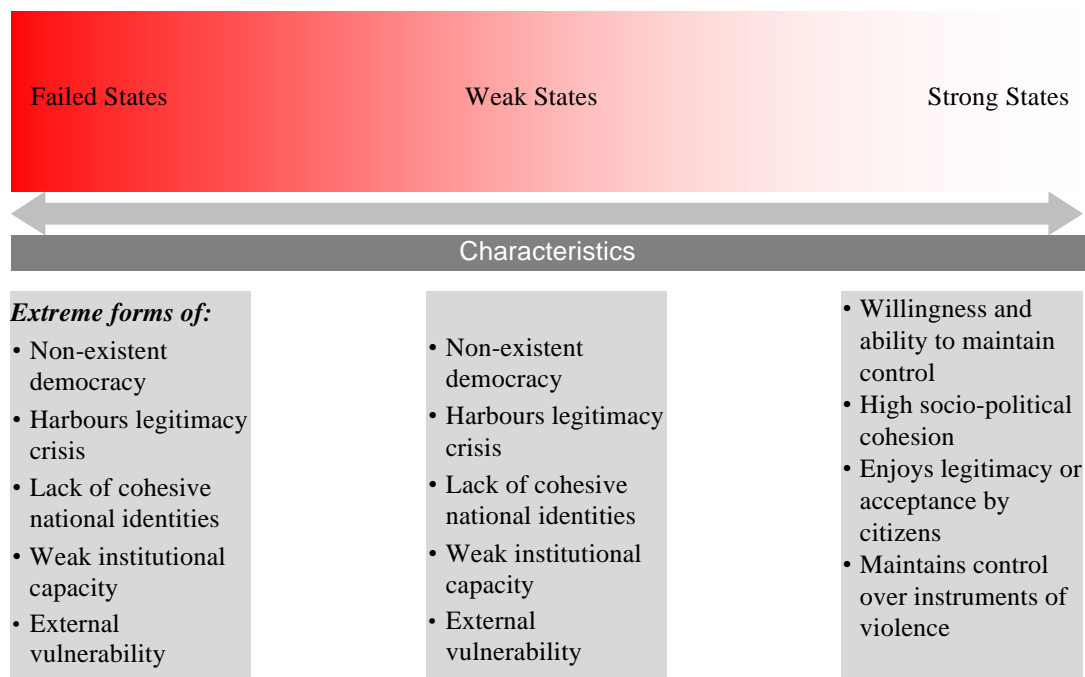 Failed States
Weak States
Strong States
Characteristics
Extreme forms of:
• Non-existent
democracy
• Harbours legitimacy
crisis
• Lack of cohesive
national identities
• Weak institutional
capacity
• External
vulnerability
• Non-existent
democracy
• Harbours legitimacy
crisis
• Lack of cohesive
national identities
• Weak institutional
capacity
• External
vulnerability
• Willingness and
ability to maintain
control
• High socio-political
cohesion
• Enjoys legitimacy or
acceptance by
citizens
• Maintains control
over instruments of
violence